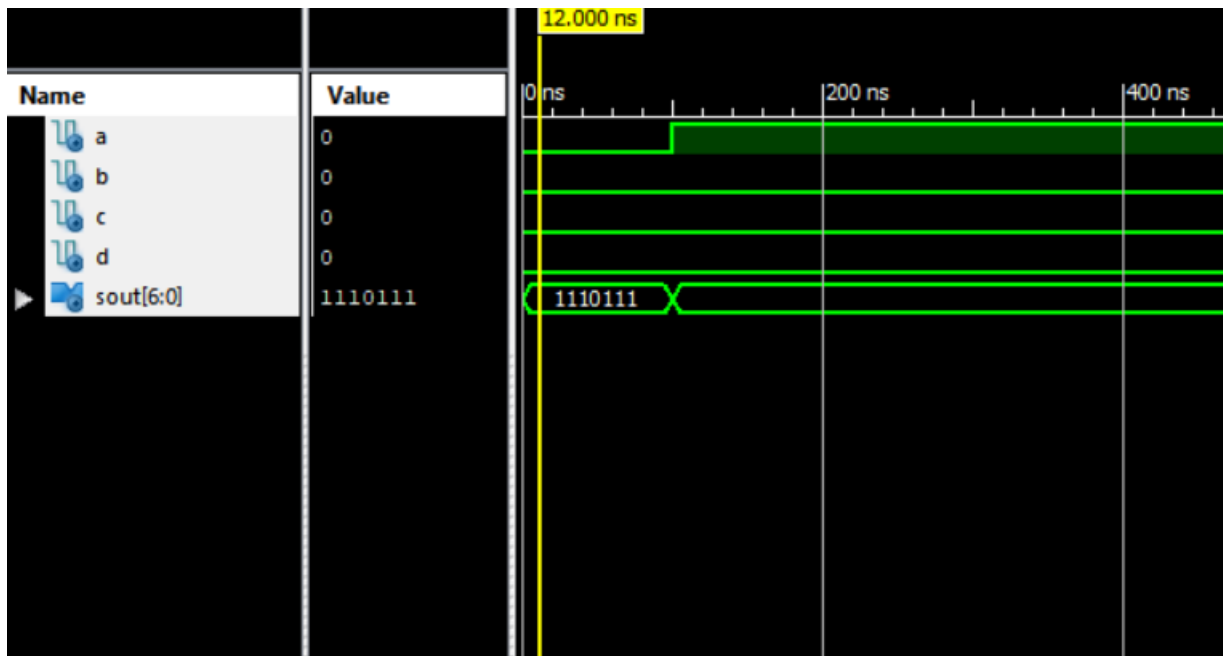 12.000 ns
Name Value 0 ns 200 ns 400 ns
a 0
b 0
c 0
d 0
sout[6:0] 1110111 1110111